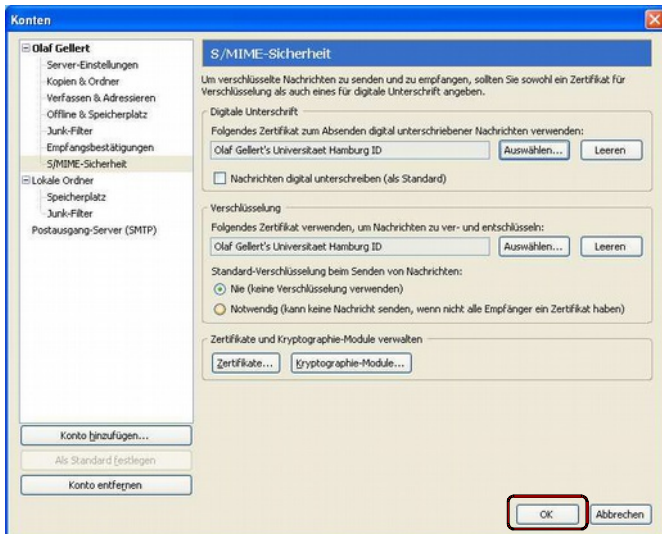 Konten
Olaf Gellert
Server-Einstellungen
Kopien & Ordner
Verfassen & Adressieren
Offline & Speicherplatz
Junk-Filter
Empfangsbestätigungen
S/MIME-Sicherheit
Lokale Ordner
Speicherplatz
Junk-Filter
Postausgang-Server (SMTP)
Konto hinzufügen...
Als Standard festlegen
Konto entfernen
S/MIME-Sicherheit
Um verschlüsselte Nachrichten zu senden und zu empfangen, sollten Sie sowohl ein Zertifikat für
Verschlüsselung als auch eines für digitale Unterschrift angeben.
Digitale Unterschrift
Folgendes Zertifikat zum Absenden digital unterschriebener Nachrichten verwenden:
Olaf Gellert's Universitaet Hamburg ID Auswählen... Leeren
Nachrichten digital unterschreiben (als Standard)
Verschlüsselung
Folgendes Zertifikat verwenden, um Nachrichten zu ver- und entschlüseln:
Olaf Gellert's Universitaet Hamburg ID Auswählen... Leeren
Standard-Verschlüsselung beim Senden von Nachrichten:
Nie (keine Verschlüsselung verwenden)
Notwendig (kann keine Nachricht senden, wenn nicht alle Empfänger ein Zertifikat haben)
Zertifikate und Kryptographie-Module verwalten
Zertifikate... Kryptographie-Module...
OK Abbrechen